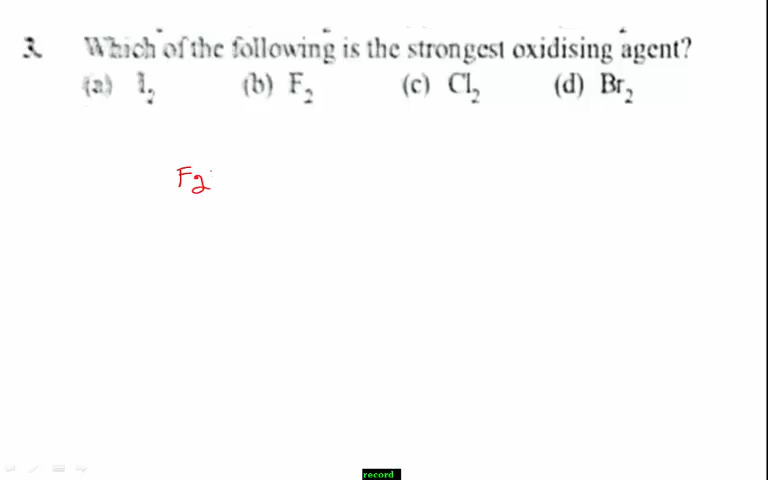 3. Which of the following is the strongest oxidising agent?
(a) I₂ (b) F₂ (c) Cl₂ (d) Br₂
F₂
record